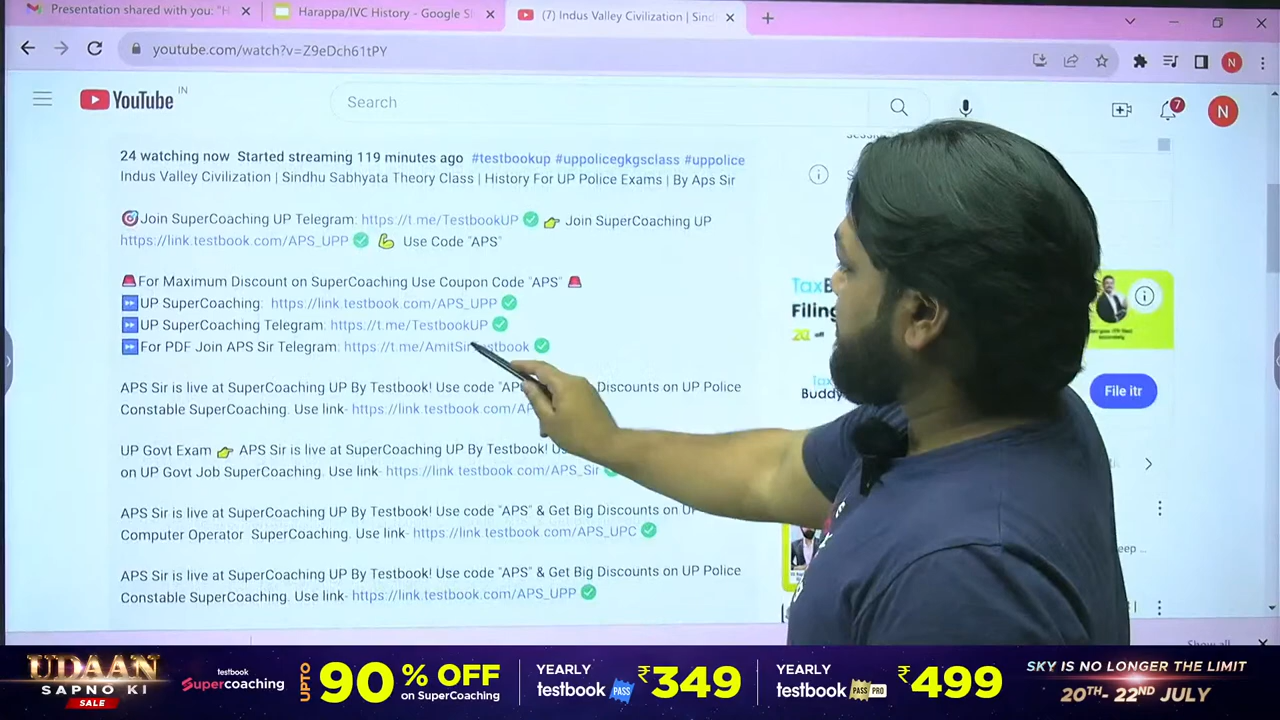 Presentation shared with you: "H
Harappa/IVC History - Google S
(7) Indus Valley Civilization | Sind
youtube.com/watch?v=Z9eDch61tPY
N
YouTube IN
Search
7
N
24 watching now Started streaming 119 minutes ago #testbookup #uppolicegkgsclass #uppolice
Indus Valley Civilization | Sindhu Sabhyata Theory Class | History For UP Police Exams | By Aps Sir
Join SuperCoaching UP Telegram: https://t.me/TestbookUP Join SuperCoaching UP
https://link.testbook.com/APS_UPP Use Code "APS"
For Maximum Discount on SuperCoaching Use Coupon Code "APS"
UP SuperCoaching: https://link.testbook.com/APS_UPP
UP SuperCoaching Telegram: https://t.me/TestbookUP
For PDF Join APS Sir Telegram: https://t.me/AmitSir estbook
APS Sir is live at SuperCoaching UP By Testbook! Use code "AP Discounts on UP Police
Constable SuperCoaching. Use link- https://link.testbook.com/AP
UP Govt Exam APS Sir is live at SuperCoaching UP By Testbook! Us
on UP Govt Job SuperCoaching. Use link- https://link.testbook.com/APS_Sir
APS Sir is live at SuperCoaching UP By Testbook! Use code "APS" & Get Big Discounts on UP
Computer Operator SuperCoaching. Use link- https://link.testbook.com/APS_UPC
APS Sir is live at SuperCoaching UP By Testbook! Use code "APS" & Get Big Discounts on UP Police
Constable SuperCoaching. Use link- https://link.testbook.com/APS_UPP
TaxB
Filing
off
Tax
Buddy
File itr
eep ...
Show all
UDAAN
SAPNO KI
SALE
testbook
Supercoaching
UPTO 90% OFF
on SuperCoaching
YEARLY
testbook PASS
₹349
YEARLY
testbook PASS PRO
₹499
SKY IS NO LONGER THE LIMIT
20TH- 22ND JULY